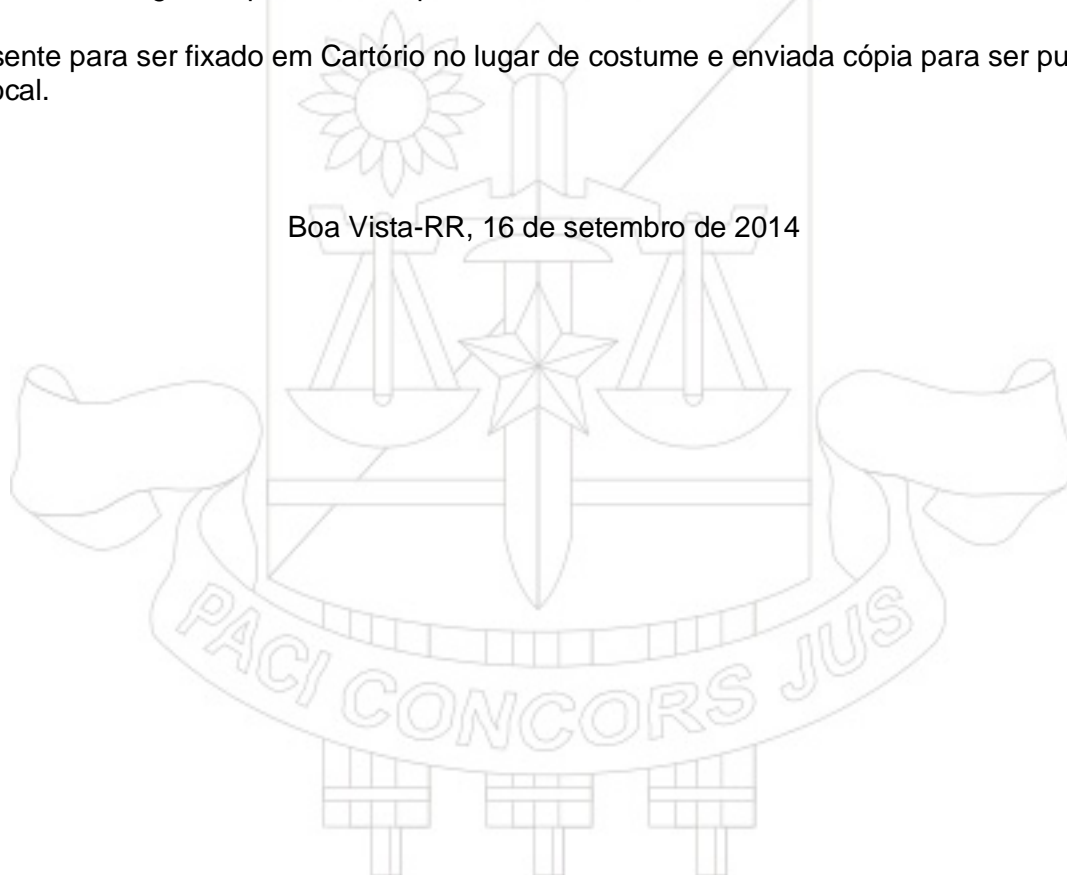 sente para ser fixado em Cartório no lugar de costume e enviada cópia para ser pu
ocal.
Boa Vista-RR, 16 de setembro de 2014
PACI CONCORS JUS